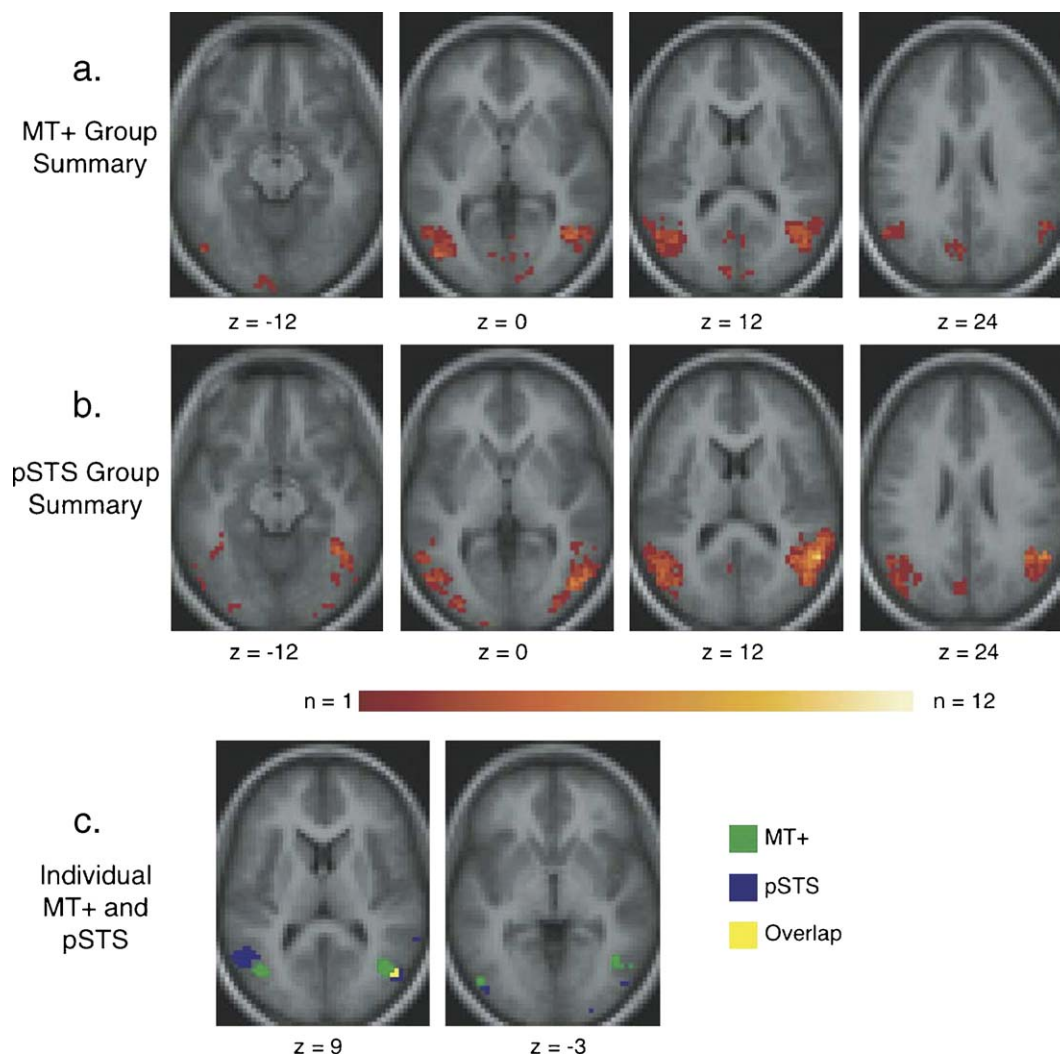 a.
MT+ Group
Summary
z = -12
z = 0
z = 12
z = 24
b.
pSTS Group
Summary
z = -12
z = 0
z = 12
z = 24
n = 1
n = 12
c.
Individual
MT+ and
pSTS
MT+
pSTS
Overlap
z = 9
z = -3